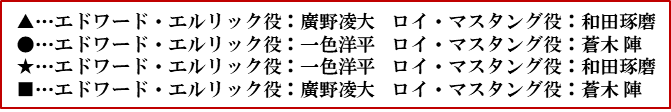 ▲…エドワード・エルリック役：廣野凌大　ロイ・マスタング役：和田琢磨
●…エドワード・エルリック役：一色洋平　ロイ・マスタング役：蒼木 陣
★…エドワード・エルリック役：一色洋平　ロイ・マスタング役：和田琢磨
■…エドワード・エルリック役：廣野凌大　ロイ・マスタング役：蒼木 陣